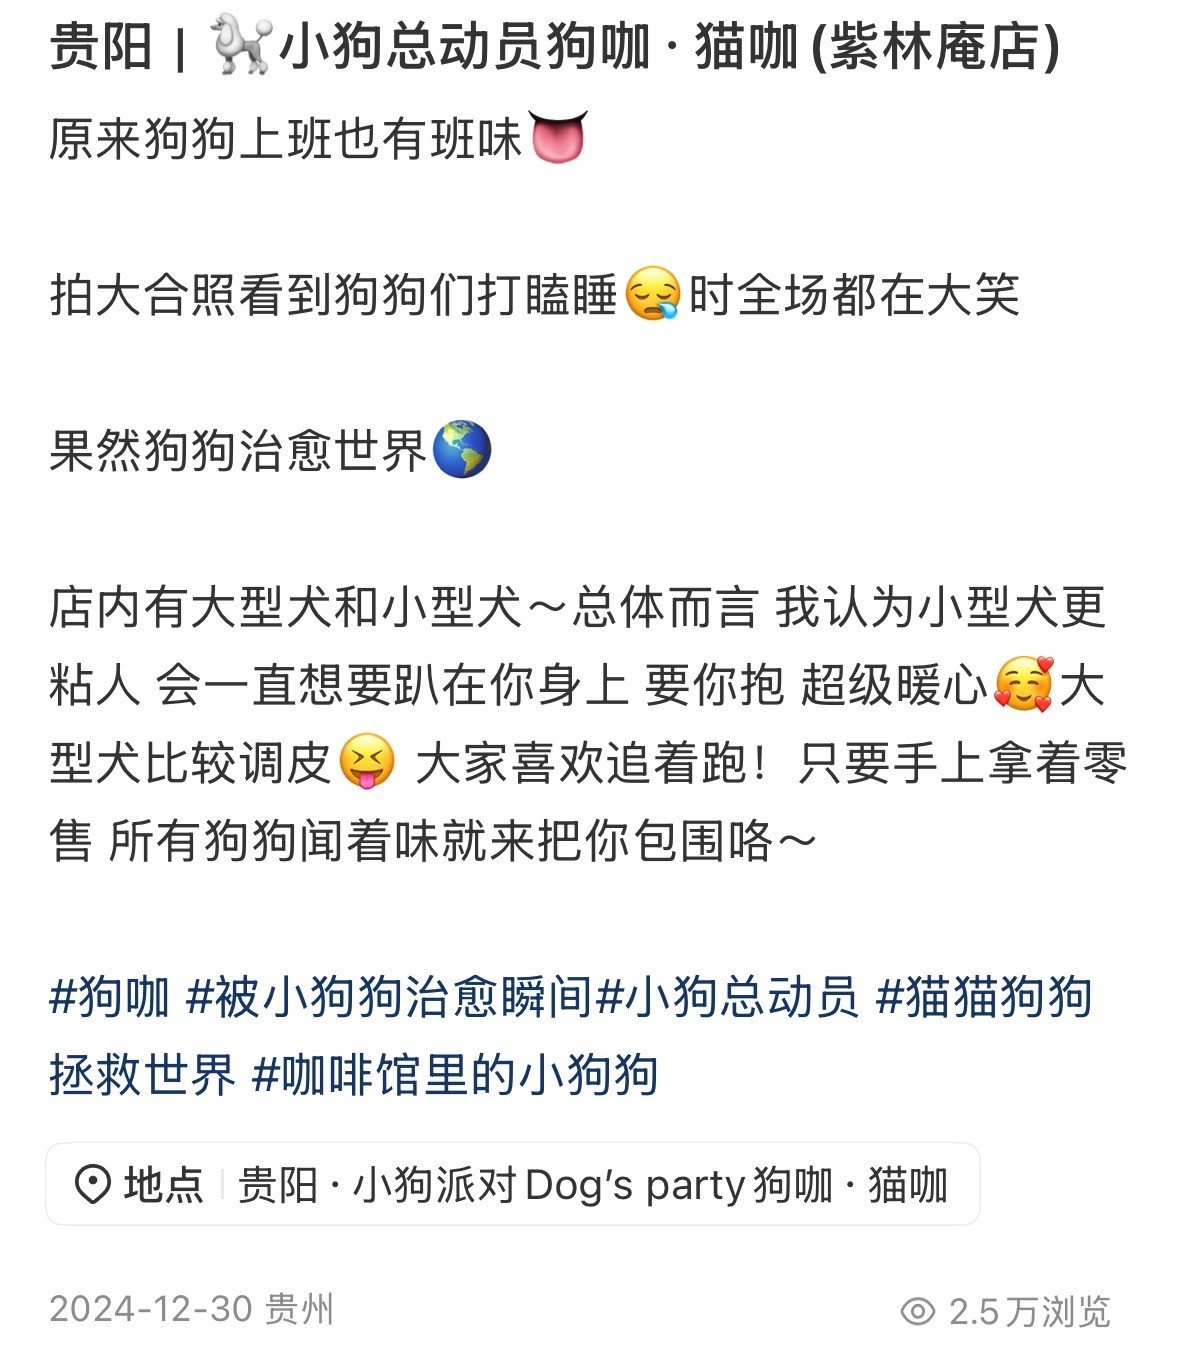 贵阳 | 🐩小狗总动员狗咖 · 猫咖 (紫林庵店)
原来狗狗上班也有班味👅
拍大合照看到狗狗们打瞌睡😪时全场都在大笑
果然狗狗治愈世界🌎
店内有大型犬和小型犬～总体而言 我认为小型犬更
粘人 会一直想要趴在你身上 要你抱 超级暖心🥰大
型犬比较调皮😝 大家喜欢追着跑！只要手上拿着零
售 所有狗狗闻着味就来把你包围咯～
#狗咖 #被小狗狗治愈瞬间#小狗总动员 #猫猫狗狗
拯救世界 #咖啡馆里的小狗狗
地点 | 贵阳 · 小狗派对Dog’s party狗咖 · 猫咖
2024-12-30 贵州
2.5万浏览